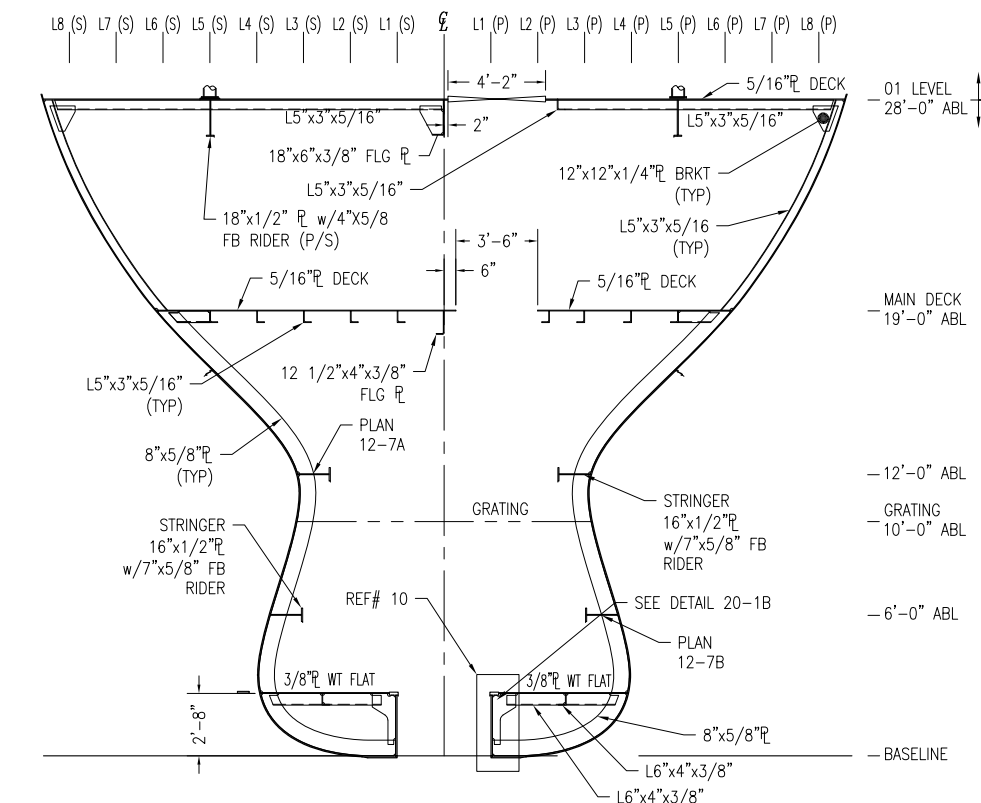 L8 (S) L7 (S) L6 (S) L5 (S) L4 (S) L3 (S) L2 (S) L1 (S) ℄ L1 (P) L2 (P) L3 (P) L4 (P) L5 (P) L6 (P) L7 (P) L8 (P)
4'-2"
5/16"℄ DECK
01 LEVEL
28'-0" ABL
L5"x3"x5/16"
2"
L5"x3"x5/16"
18"x6"x3/8" FLG ℄
12"x12"x1/4"℄ BRKT
(TYP)
L5"x3"x5/16"
18"x1/2" ℄ w/4"X5/8
FB RIDER (P/S)
L5"x3"x5/16
(TYP)
3'-6"
6"
5/16"℄ DECK
5/16"℄ DECK
MAIN DECK
19'-0" ABL
L5"x3"x5/16"
(TYP)
12 1/2"x4"x3/8"
FLG ℄
PLAN
12-7A
8"x5/8"℄
(TYP)
12'-0" ABL
STRINGER
16"x1/2"℄
w/7"x5/8" FB
RIDER
GRATING
GRATING
10'-0" ABL
STRINGER
16"x1/2"℄
w/7"x5/8" FB
RIDER
REF# 10
SEE DETAIL 20-1B
6'-0" ABL
PLAN
12-7B
3/8"℄ WT FLAT
3/8"℄ WT FLAT
2'-8"
8"x5/8"℄
BASELINE
L6"x4"x3/8"
L6"x4"x3/8"